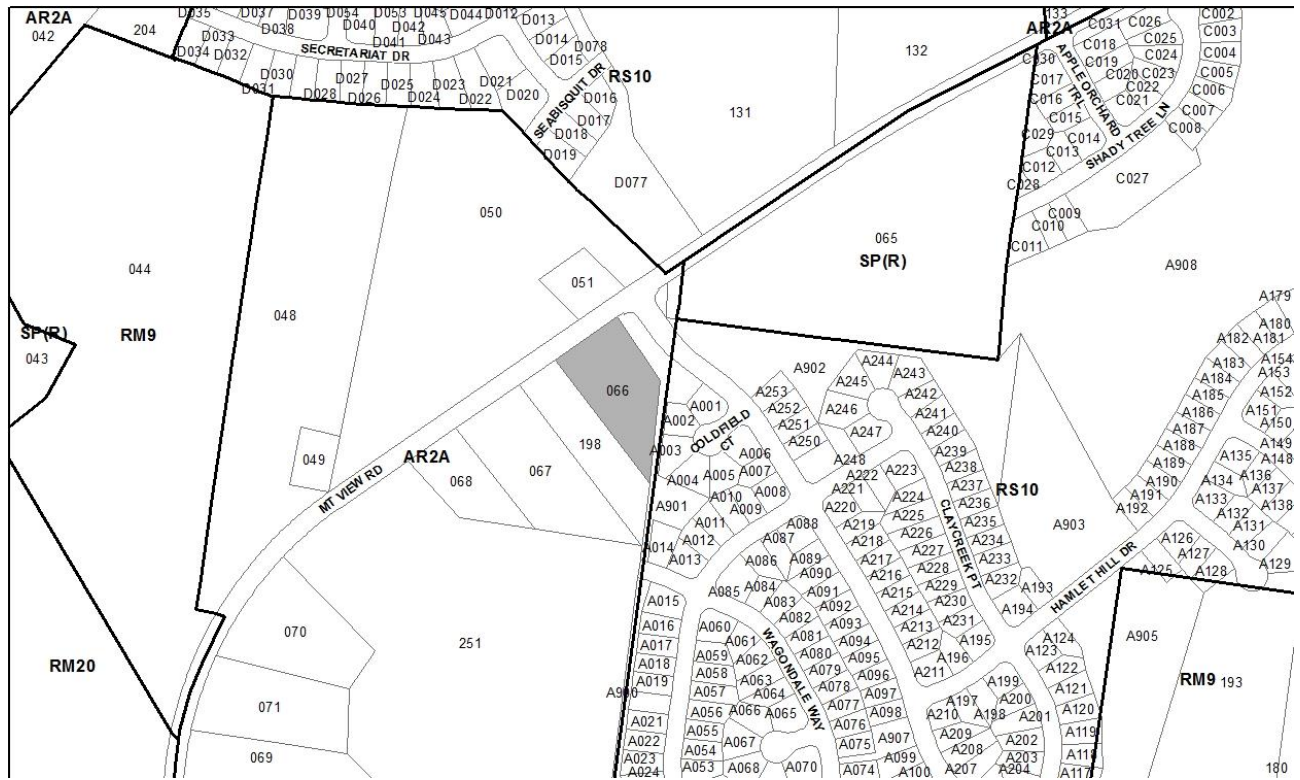 D035 D037 D039 D054 D053 D045 D044 D012
AR2A
042
204
D038
D040
D042
D041
D043
D013
D014
D015
D078
D034
D033
D032
SECRETARIAT DR
SEABISQUIT DR
RS10
D031
D030
D028
D027
D026
D025
D024
D023
D022
D021
D020
D016
D017
D018
D019
D077
131
132
133
AR2A
C031
C026
C002
C003
C004
C005
C006
C007
C008
C018
C025
C024
C019
C020
C023
C022
C021
C030
C017
C016
C015
C014
C029
C013
C012
C028
APPLE ORCHARD TRL
SHADY TREE LN
C027
C009
C010
C011
050
051
065
SP(R)
A908
044
048
RM9
SP(R)
043
066
198
067
068
049
AR2A
MT VIEW RD
A001
A002
A003
COLDFIELD CT
A004
A005
A006
A007
A008
A009
A010
A901
A011
A012
A013
A014
A902
A253
A252
A251
A250
A244
A243
A245
A246
A242
A241
A240
A247
A248
A239
A238
A237
A236
A235
A234
A233
A232
A222
A223
A221
A224
A220
A225
A219
A226
A218
A227
A217
A228
A216
A229
A215
A230
A214
A231
A213
A212
A211
A195
A196
A194
A193
CLAYCREEK PT
RS10
A903
HAMLET HILL DR
A179
A180
A181
A182
A154
A183
A153
A184
A152
A185
A151
A186
A150
A187
A188
A149
A148
A189
A135
A190
A136
A191
A134
A137
A192
A133
A138
A132
A131
A126
A130
A127
A129
A125
A128
A088
A087
A089
A086
A090
A084
A091
A085
A083
A092
A082
A093
A081
A094
A080
A095
A079
A096
A078
A097
A077
A098
A076
A907
A075
A099
A074
A100
WAGONDALE WAY
A015
A016
A017
A018
A019
A900
A021
A022
A023
A024
A060
A061
A059
A062
A058
A063
A057
A064
A056
A066
A065
A055
A067
A054
A053
A068
A070
A199
A197
A200
A210
A198
A201
A209
A202
A208
A203
A207
A204
A124
A123
A122
A121
A120
A119
A118
A117
A905
RM9
193
180
070
251
071
069
RM20